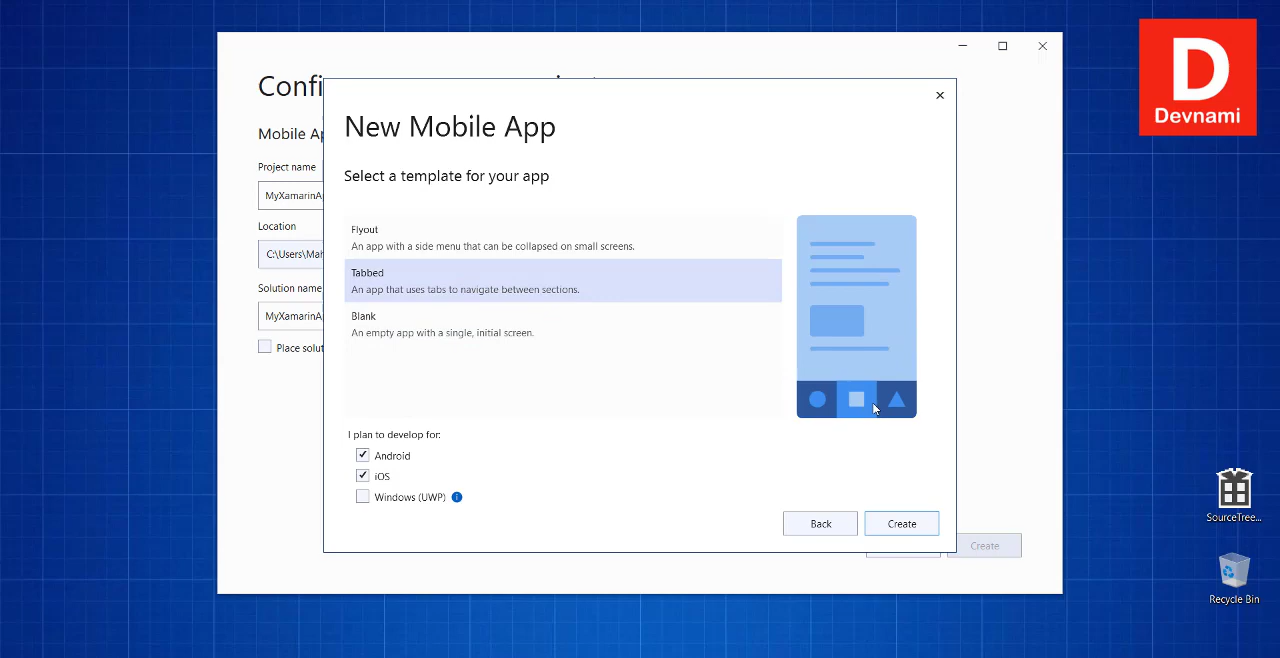 D
Devnami
Confi
Mobile Ap
Project name
MyXamarinAp
Location
C:\Users\Mah
Solution name
MyXamarinA
Place solut
New Mobile App
Select a template for your app
Flyout
An app with a side menu that can be collapsed on small screens.
Tabbed
An app that uses tabs to navigate between sections.
Blank
An empty app with a single, initial screen.
I plan to develop for:
Android
iOS
Windows (UWP)
Back
Create
Create
SourceTree...
Recycle Bin